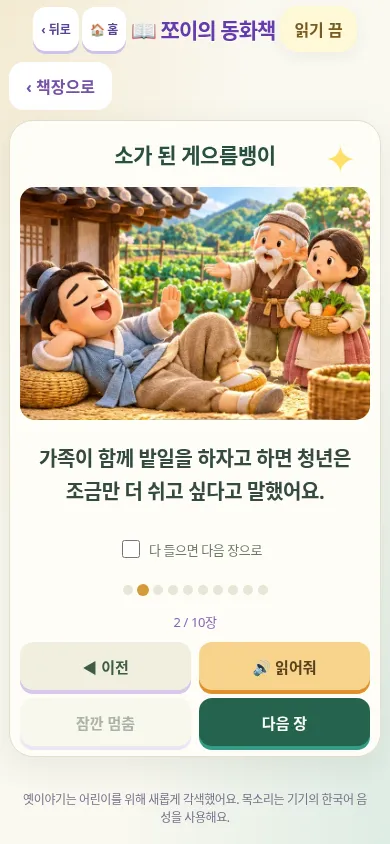 ‹ 뒤로 🏠 홈 📖 쪼이의 동화책 읽기 끔
‹ 책장으로
소가 된 게으름뱅이
가족이 함께 밭일을 하자고 하면 청년은
조금만 더 쉬고 싶다고 말했어요.
다 들으면 다음 장으로
2 / 10장
◀ 이전 🔊 읽어줘
잠깐 멈춤 다음 장
옛이야기는 어린이를 위해 새롭게 각색했어요. 목소리는 기기의 한국어 음
성을 사용해요.